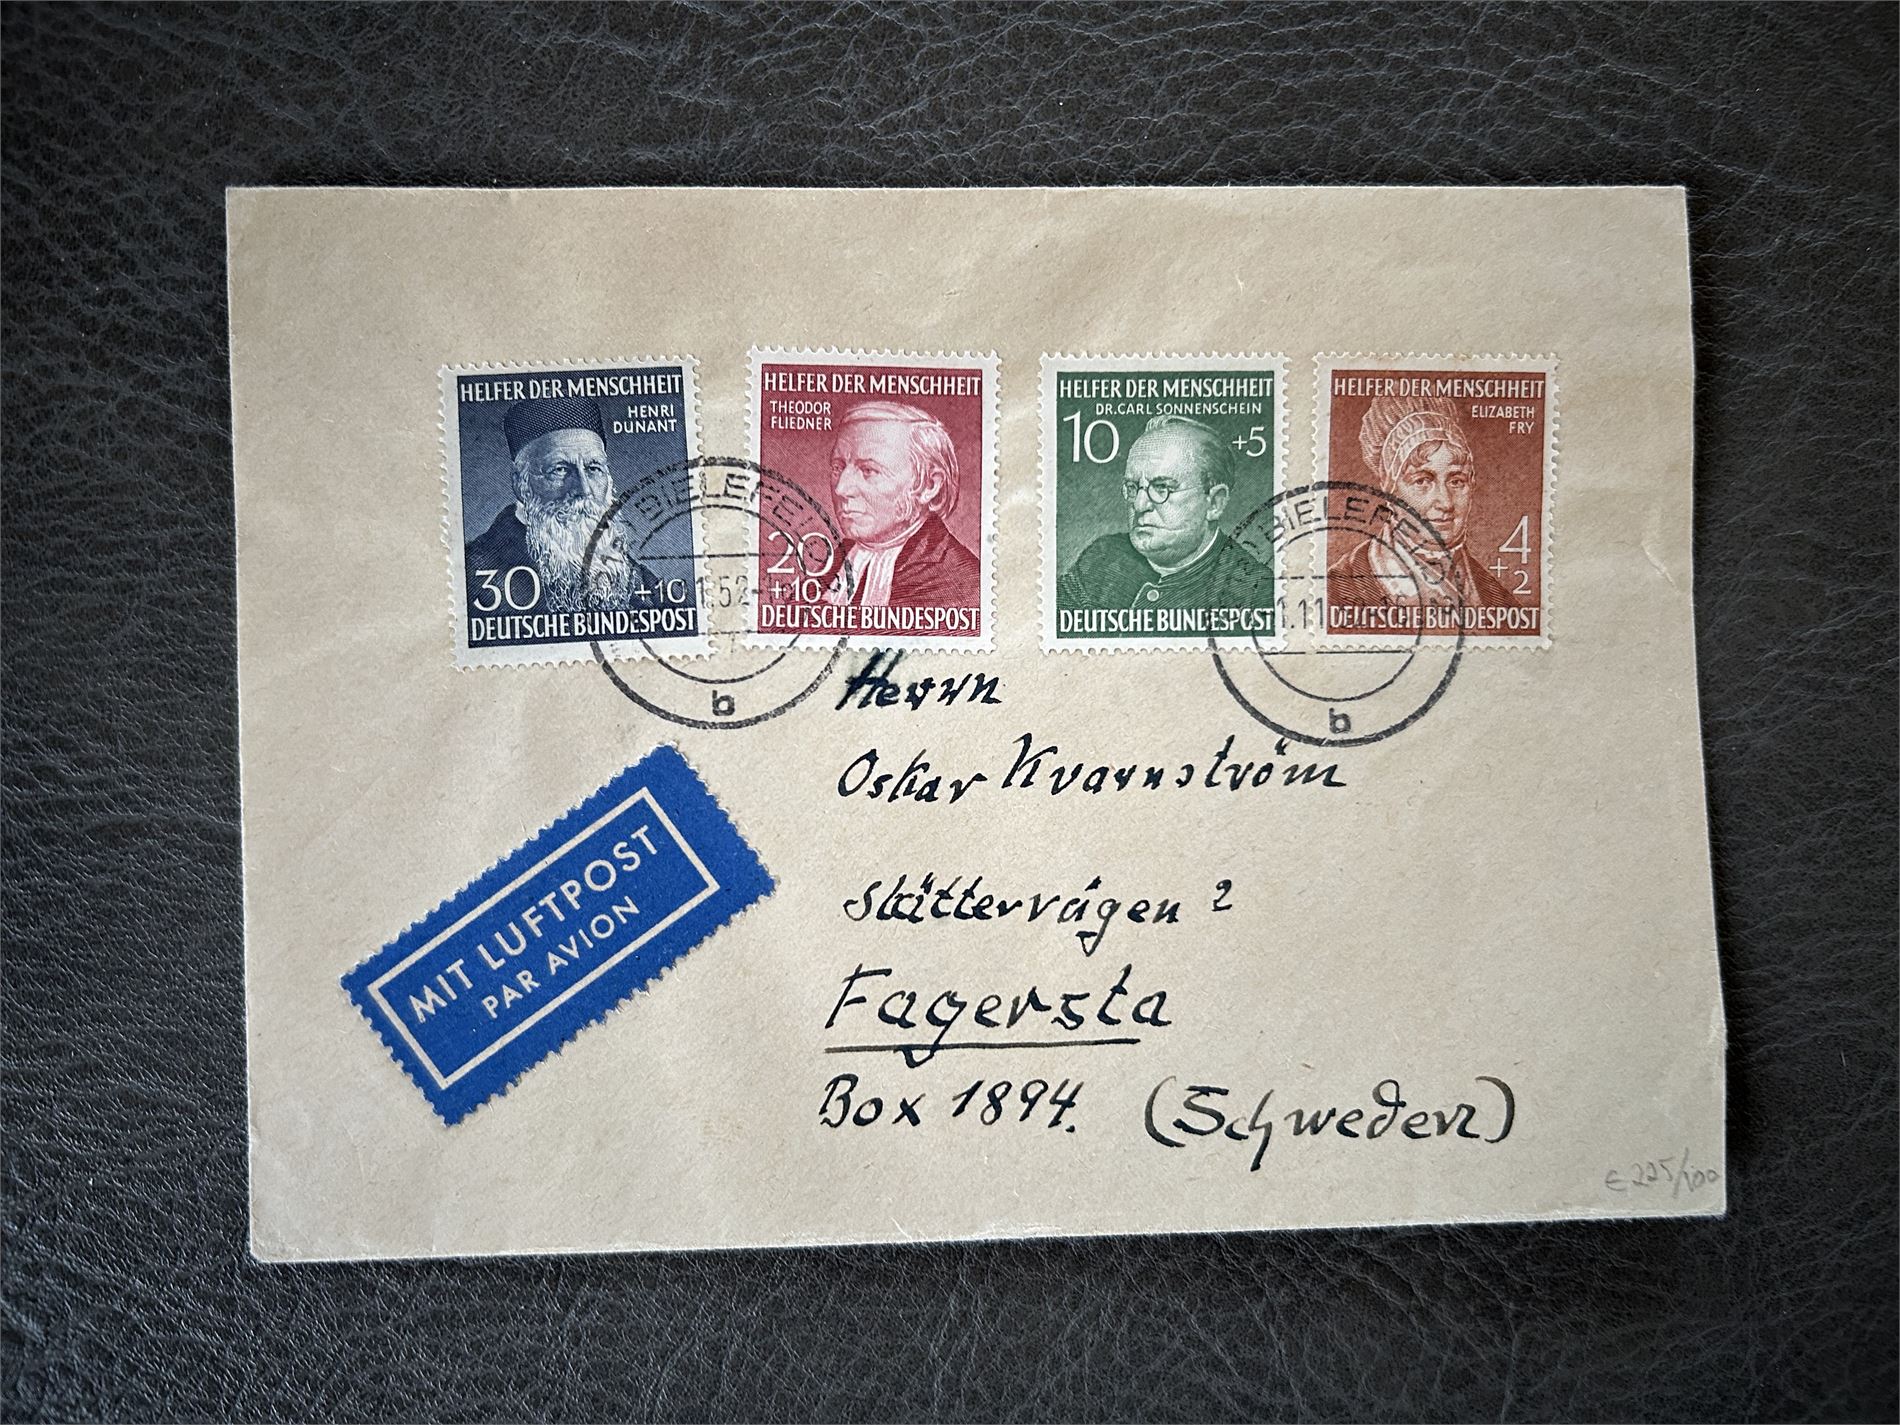 HELFER DER MENSCHHEIT
HENRI
DUNANT
30
+10
DEUTSCHE BUNDESPOST
HELFER DER MENSCHHEIT
THEODOR
FLIEDNER
20
+10
DEUTSCHE BUNDESPOST
HELFER DER MENSCHHEIT
DR. CARL SONNENSCHEIN
10
+5
DEUTSCHE BUNDESPOST
HELFER DER MENSCHHEIT
ELIZABETH
FRY
4
+2
DEUTSCHE BUNDESPOST
BIELEFELD
b
BIELEFELD
b
MIT LUFTPOST
PAR AVION
Herrn
Oskar Kvarnström
2
Fagersta
Box 1894. (Schweden)